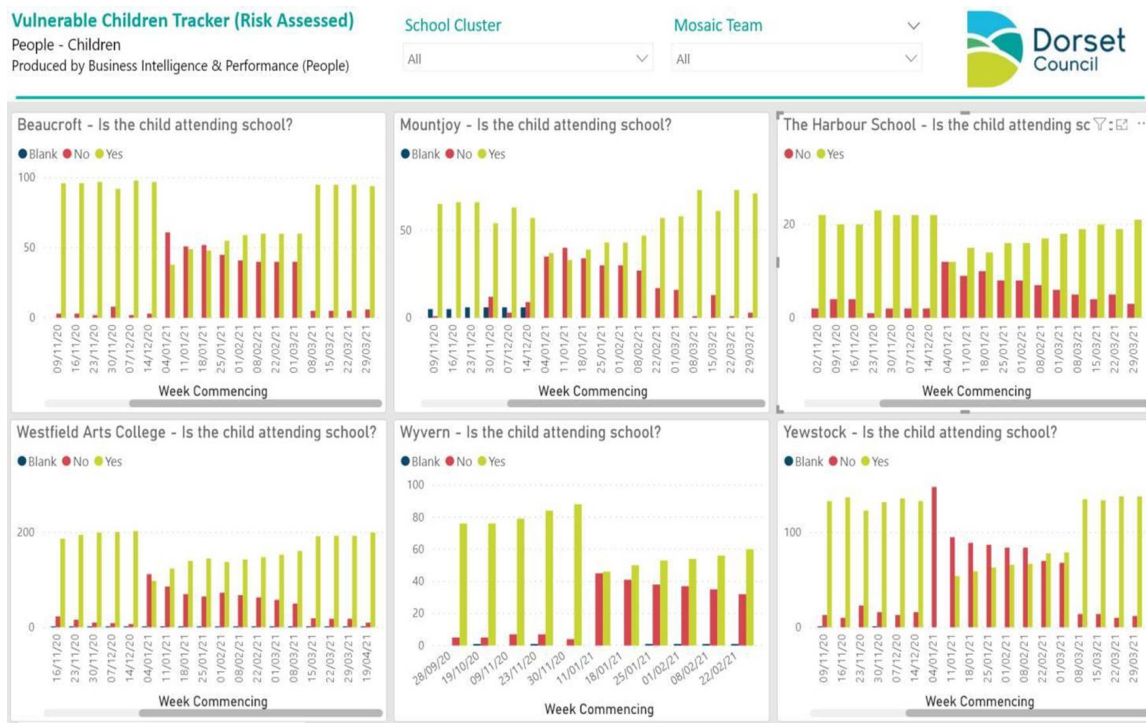 Vulnerable Children Tracker (Risk Assessed)
People - Children
Produced by Business Intelligence & Performance (People)
School Cluster
All
Mosaic Team
All
Dorset
Council
Beaucroft - Is the child attending school?
Blank No Yes
100
50
0
09/11/20 16/11/20 23/11/20 30/11/20 07/12/20 14/12/20 04/01/21 11/01/21 18/01/21 25/01/21 01/02/21 08/02/21 22/02/21 01/03/21 08/03/21 15/03/21 22/03/21 29/03/21
Week Commencing
Mountjoy - Is the child attending school?
Blank No Yes
50
0
09/11/20 16/11/20 23/11/20 30/11/20 07/12/20 14/12/20 04/01/21 11/01/21 18/01/21 25/01/21 01/02/21 08/02/21 22/02/21 01/03/21 08/03/21 15/03/21 22/03/21 29/03/21
Week Commencing
The Harbour School - Is the child attending sc
No Yes
20
0
02/11/20 09/11/20 16/11/20 23/11/20 30/11/20 07/12/20 14/12/20 04/01/21 11/01/21 18/01/21 25/01/21 01/02/21 08/02/21 01/03/21 08/03/21 15/03/21 22/03/21 29/03/21
Week Commencing
Westfield Arts College - Is the child attending school?
Blank No Yes
200
0
16/11/20 23/11/20 30/11/20 07/12/20 14/12/20 04/01/21 11/01/21 18/01/21 25/01/21 01/02/21 08/02/21 22/02/21 01/03/21 08/03/21 15/03/21 22/03/21 29/03/21 19/04/21
Week Commencing
Wyvern - Is the child attending school?
Blank No Yes
100
80
60
40
20
0
28/09/20 19/10/20 09/11/20 23/11/20 30/11/20 11/01/21 18/01/21 25/01/21 01/02/21 08/02/21 22/02/21
Week Commencing
Yewstock - Is the child attending school?
Blank No Yes
100
0
09/11/20 16/11/20 23/11/20 30/11/20 07/12/20 14/12/20 04/01/21 11/01/21 18/01/21 25/01/21 01/02/21 08/02/21 22/02/21 01/03/21 08/03/21 15/03/21 22/03/21 29/03/21
Week Commencing